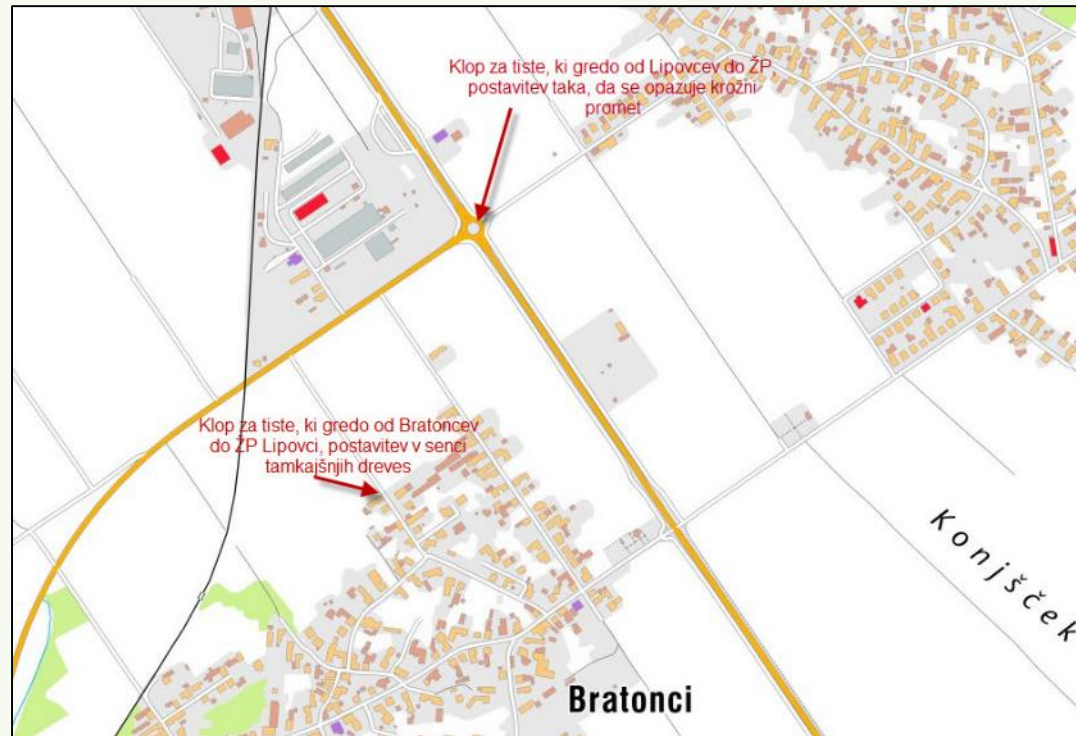 Klop za tiste, ki gredo od Lipovcev do ŽP,
postavitev taka, da se opazuje krožni
promet
Klop za tiste, ki gredo od Bratoncev
do ŽP Lipovci, postavitev v senci
tamkajšnjih dreves
Konjšček
Bratonci